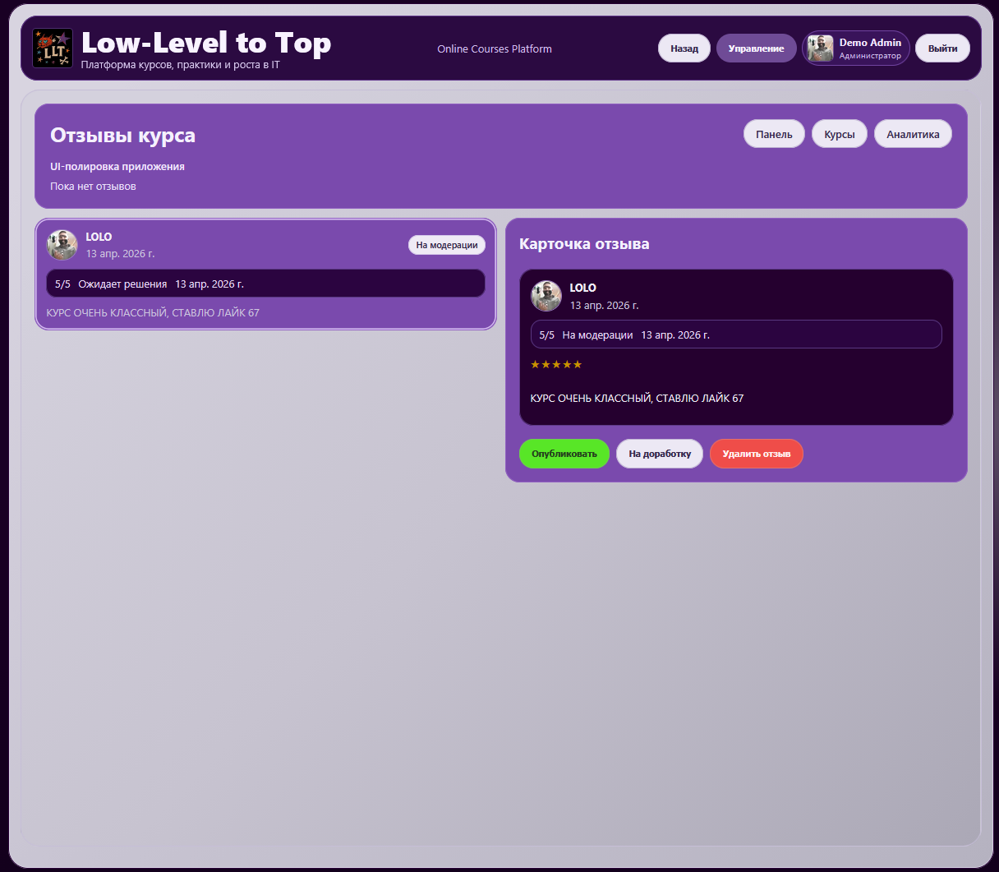 LLT
Low-Level to Top
Платформа курсов, практики и роста в IT
Online Courses Platform
Назад
Управление
Demo Admin
Администратор
Выйти
Отзывы курса
UI-полировка приложения
Пока нет отзывов
Панель
Курсы
Аналитика
LOLO
13 апр. 2026 г.
На модерации
5/5 Ожидает решения 13 апр. 2026 г.
КУРС ОЧЕНЬ КЛАССНЫЙ, СТАВЛЮ ЛАЙК 67
Карточка отзыва
LOLO
13 апр. 2026 г.
5/5 На модерации 13 апр. 2026 г.
★★★★★
КУРС ОЧЕНЬ КЛАССНЫЙ, СТАВЛЮ ЛАЙК 67
Опубликовать
На доработку
Удалить отзыв